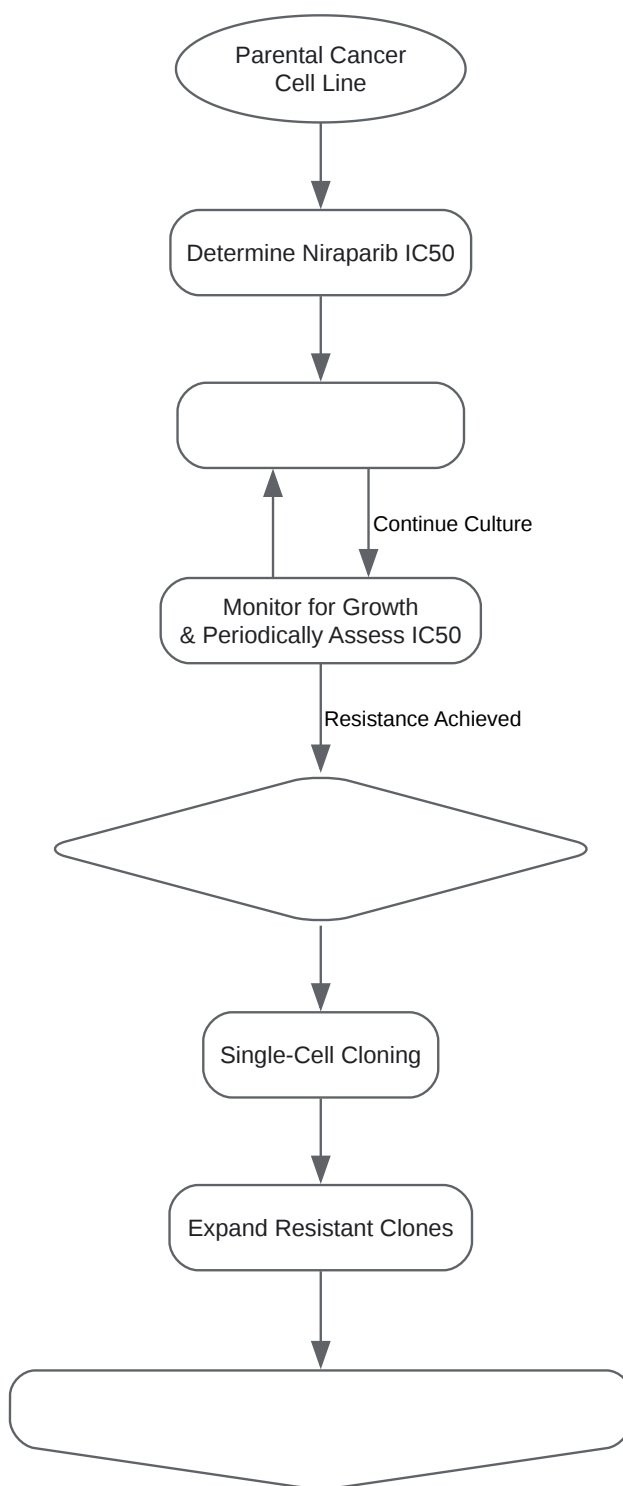 Parental Cancer
Cell Line
Determine Niraparib IC50
Continue Culture
Monitor for Growth
& Periodically Assess IC50
Resistance Achieved
Single-Cell Cloning
Expand Resistant Clones